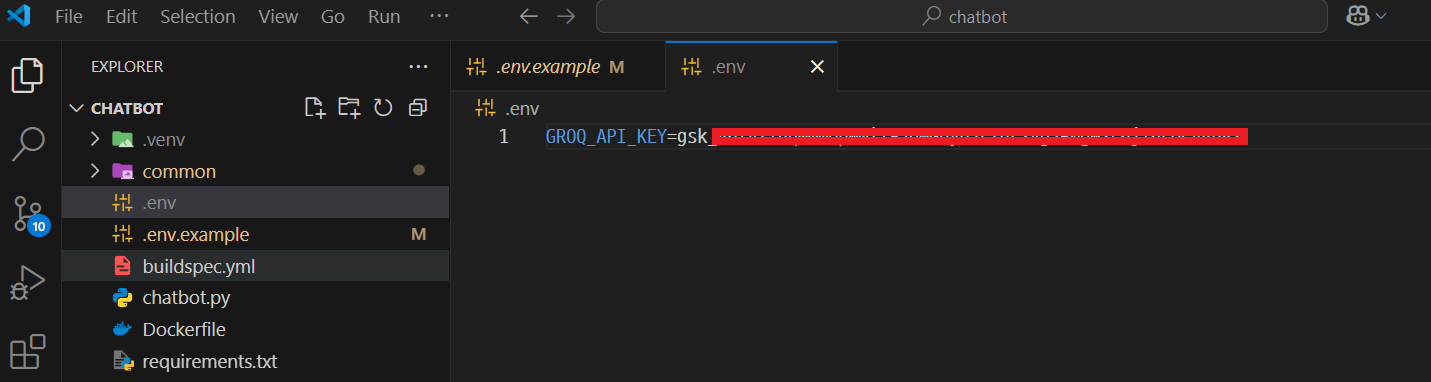 File Edit Selection View Go Run ··· chatbot
EXPLORER ···
.env.example M .env
CHATBOT
.env
.venv
1 GROQ_API_KEY=gsk_
common
.env
10
.env.example M
buildspec.yml
chatbot.py
Dockerfile
requirements.txt